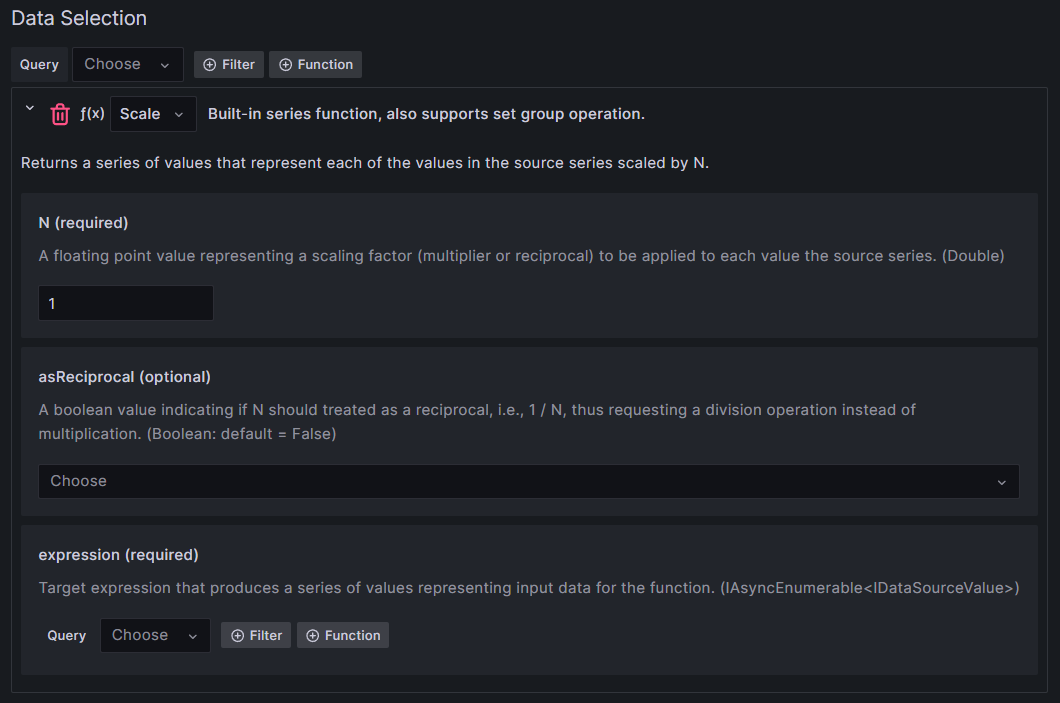 Data Selection
Query Choose Filter Function
ƒ(x) Scale Built-in series function, also supports set group operation.
Returns a series of values that represent each of the values in the source series scaled by N.
N (required)
A floating point value representing a scaling factor (multiplier or reciprocal) to be applied to each value the source series. (Double)
1
asReciprocal (optional)
A boolean value indicating if N should treated as a reciprocal, i.e., 1 / N, thus requesting a division operation instead of
multiplication. (Boolean: default = False)
Choose
expression (required)
Target expression that produces a series of values representing input data for the function. (IAsyncEnumerable<IDataSourceValue>)
Query Choose Filter Function